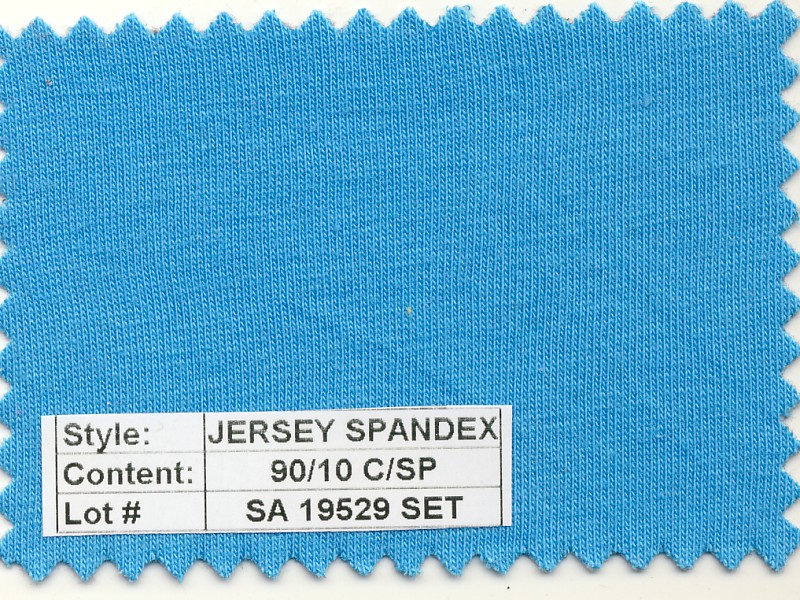 Style: JERSEY SPANDEX
Content: 90/10 C/SP
Lot # SA 19529 SET